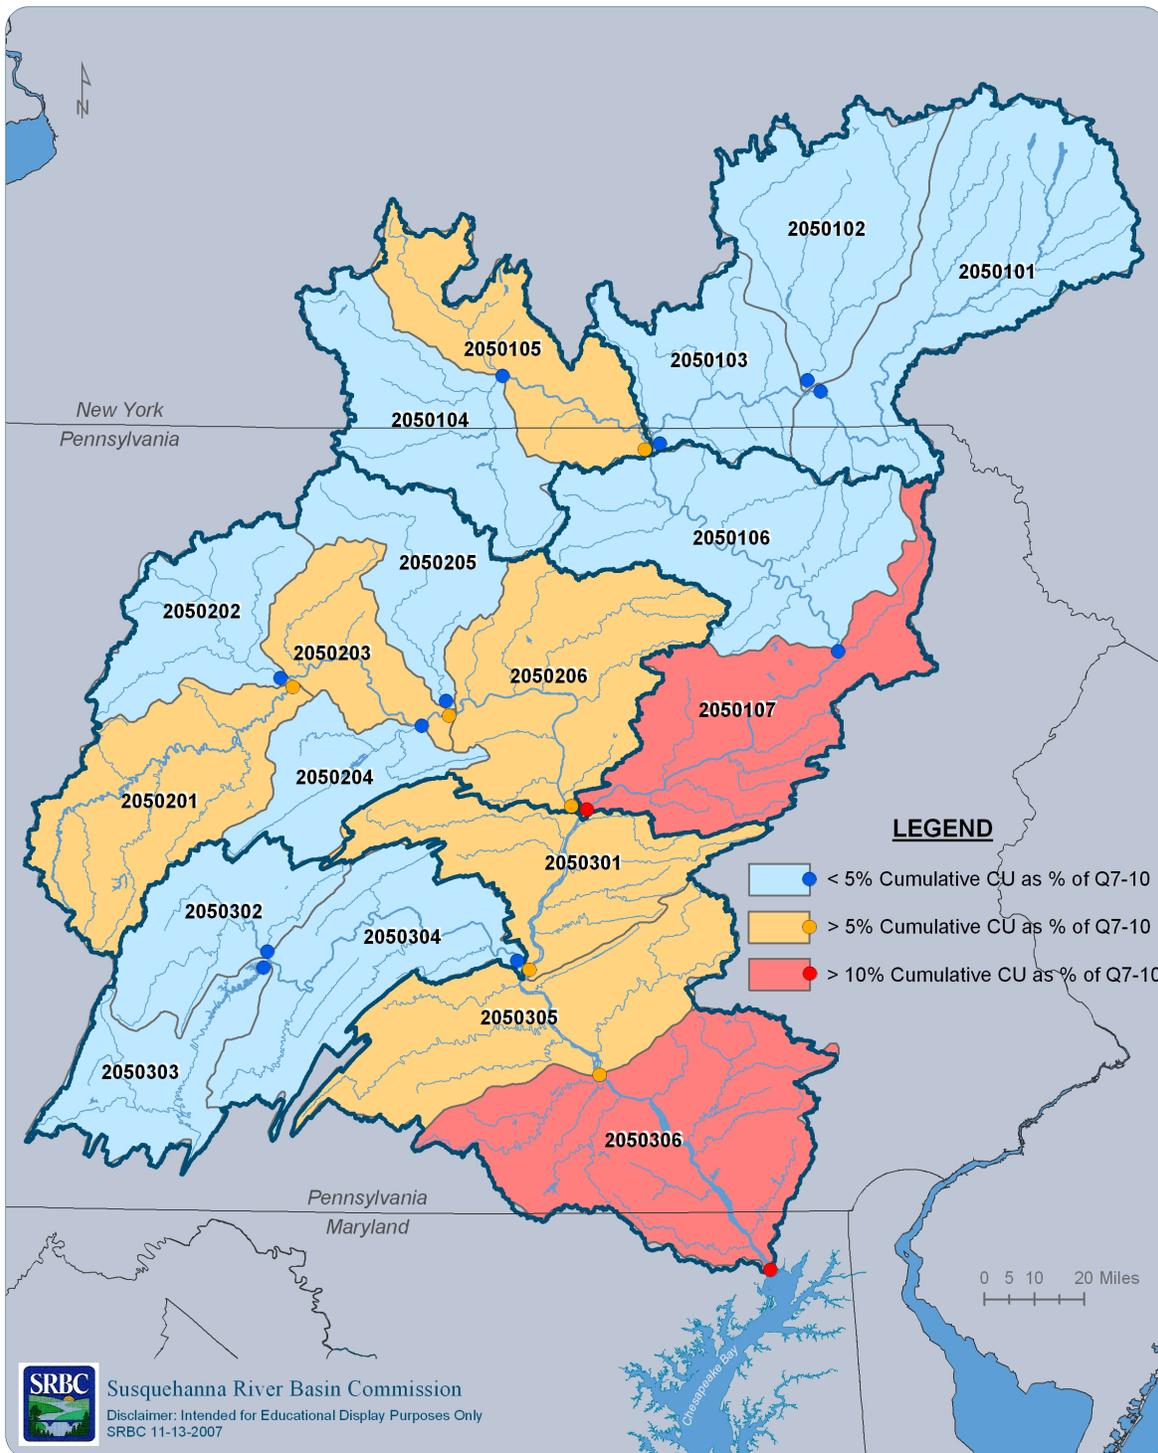 N
2050102
2050101
2050105
2050103
New York
2050104
Pennsylvania
2050106
2050205
2050202
2050203
2050206
2050107
2050204
2050201
LEGEND
2050301
< 5% Cumulative CU as % of Q7-10
2050302
> 5% Cumulative CU as % of Q7-10
2050304
> 10% Cumulative CU as % of Q7-10
2050305
2050303
2050306
Pennsylvania
Maryland
0 5 10 20 Miles
Chesapeake Bay
SRBC
Susquehanna River Basin Commission
Disclaimer: Intended for Educational Display Purposes Only
SRBC 11-13-2007